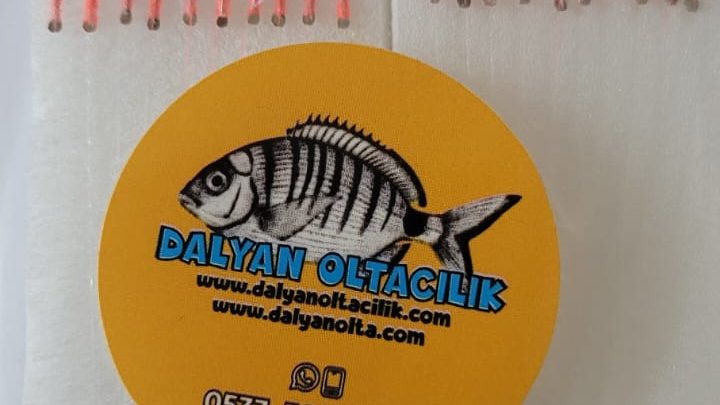 DALYAN OLTACILIK
www.dalyanoltacilik.com
www.dalyanolta.com